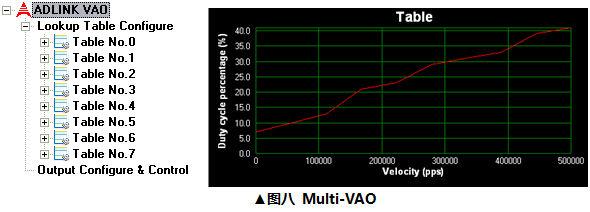 ADLINK VAO
Lookup Table Configure
Table No.0
Table No.1
Table No.2
Table No.3
Table No.4
Table No.5
Table No.6
Table No.7
Output Configure & Control
Table
Duty cycle percentage (%)
40.0
35.0
30.0
25.0
20.0
15.0
10.0
5.0
0.0
0 100000 200000 300000 400000 500000
Velocity (pps)
▲图八 Multi-VAO